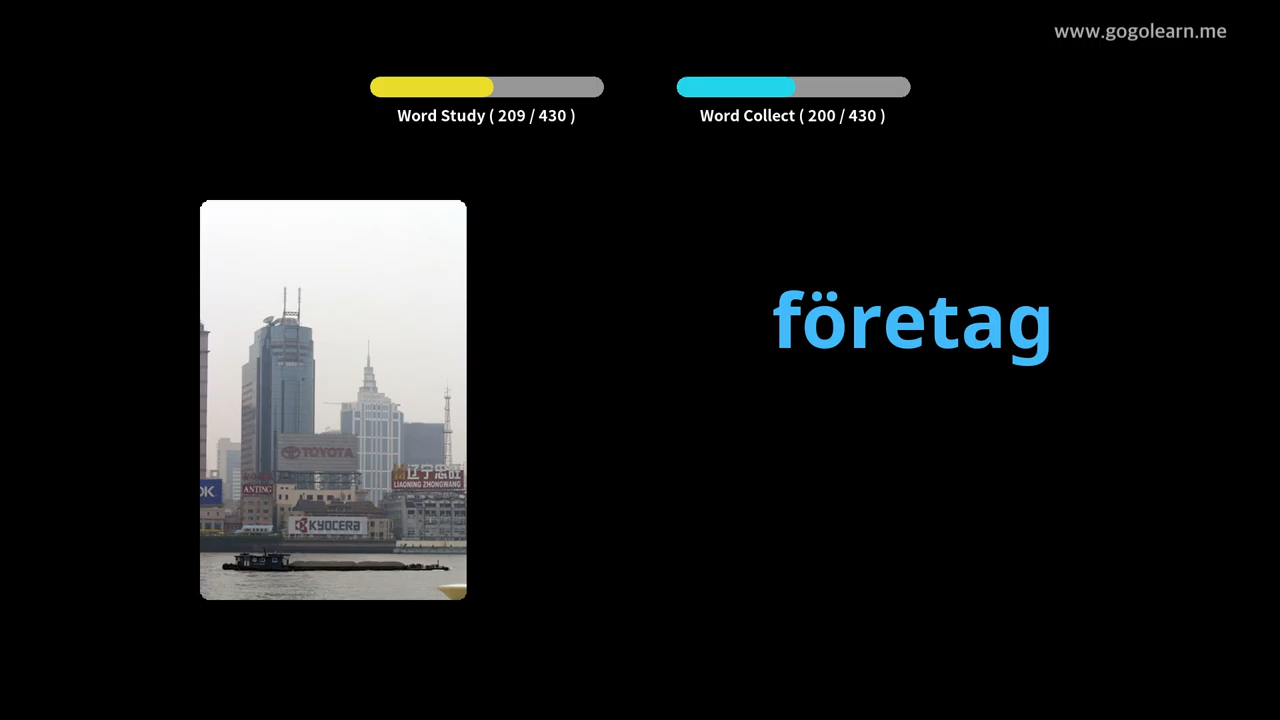 www.gogolearn.me
Word Study ( 209 / 430 )
Word Collect ( 200 / 430 )
företag
TOYOTA
辽宁忠旺
LIAONING ZHONGWANG
OK
ANTING
KYOCERA